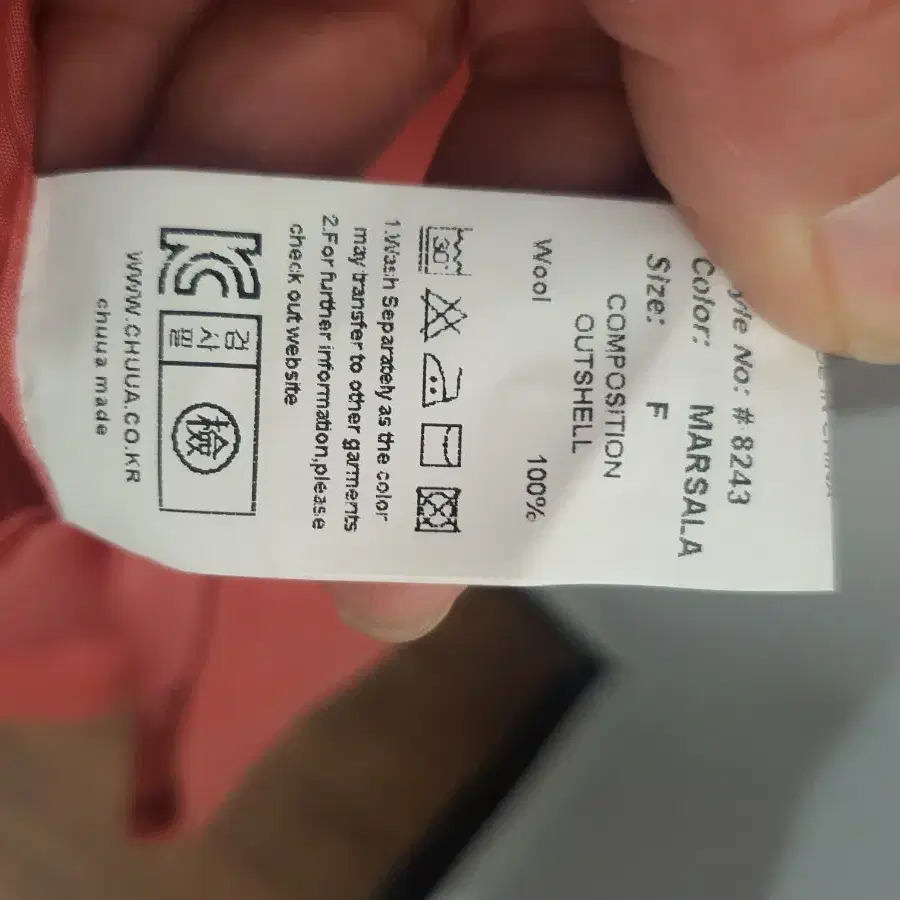 yle No: # 8243
Color: MARSALA
Size: F
COMPOSITION
OUTSHELL
Wool 100%
30
1.Wash Separately as the color
may transfer to other garments
2.For further information,please
check out website
KC 검사필 檢
WWW.CHUUA.CO.KR
chuua made